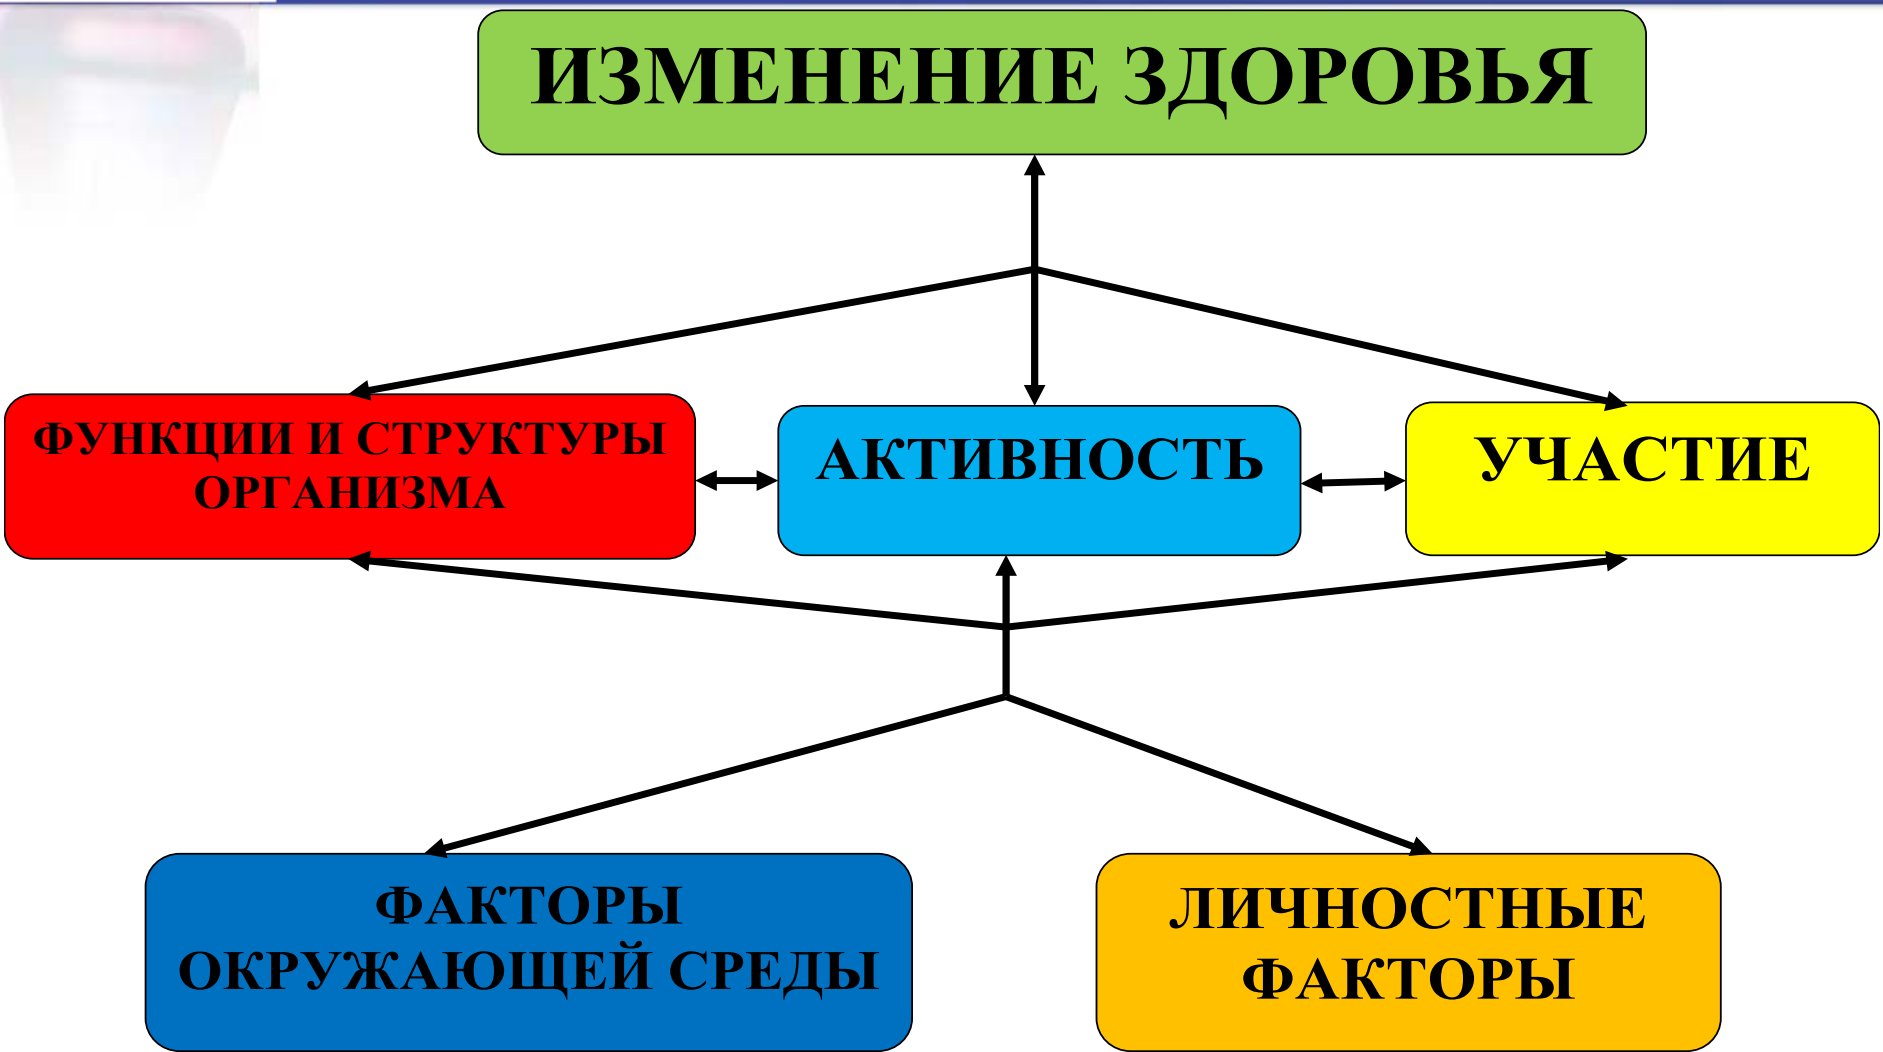 ИЗМЕНЕНИЕ ЗДОРОВЬЯ
ФУНКЦИИ И СТРУКТУРЫ
ОРГАНИЗМА
АКТИВНОСТЬ
УЧАСТИЕ
ФАКТОРЫ
ОКРУЖАЮЩЕЙ СРЕДЫ
ЛИЧНОСТНЫЕ
ФАКТОРЫ